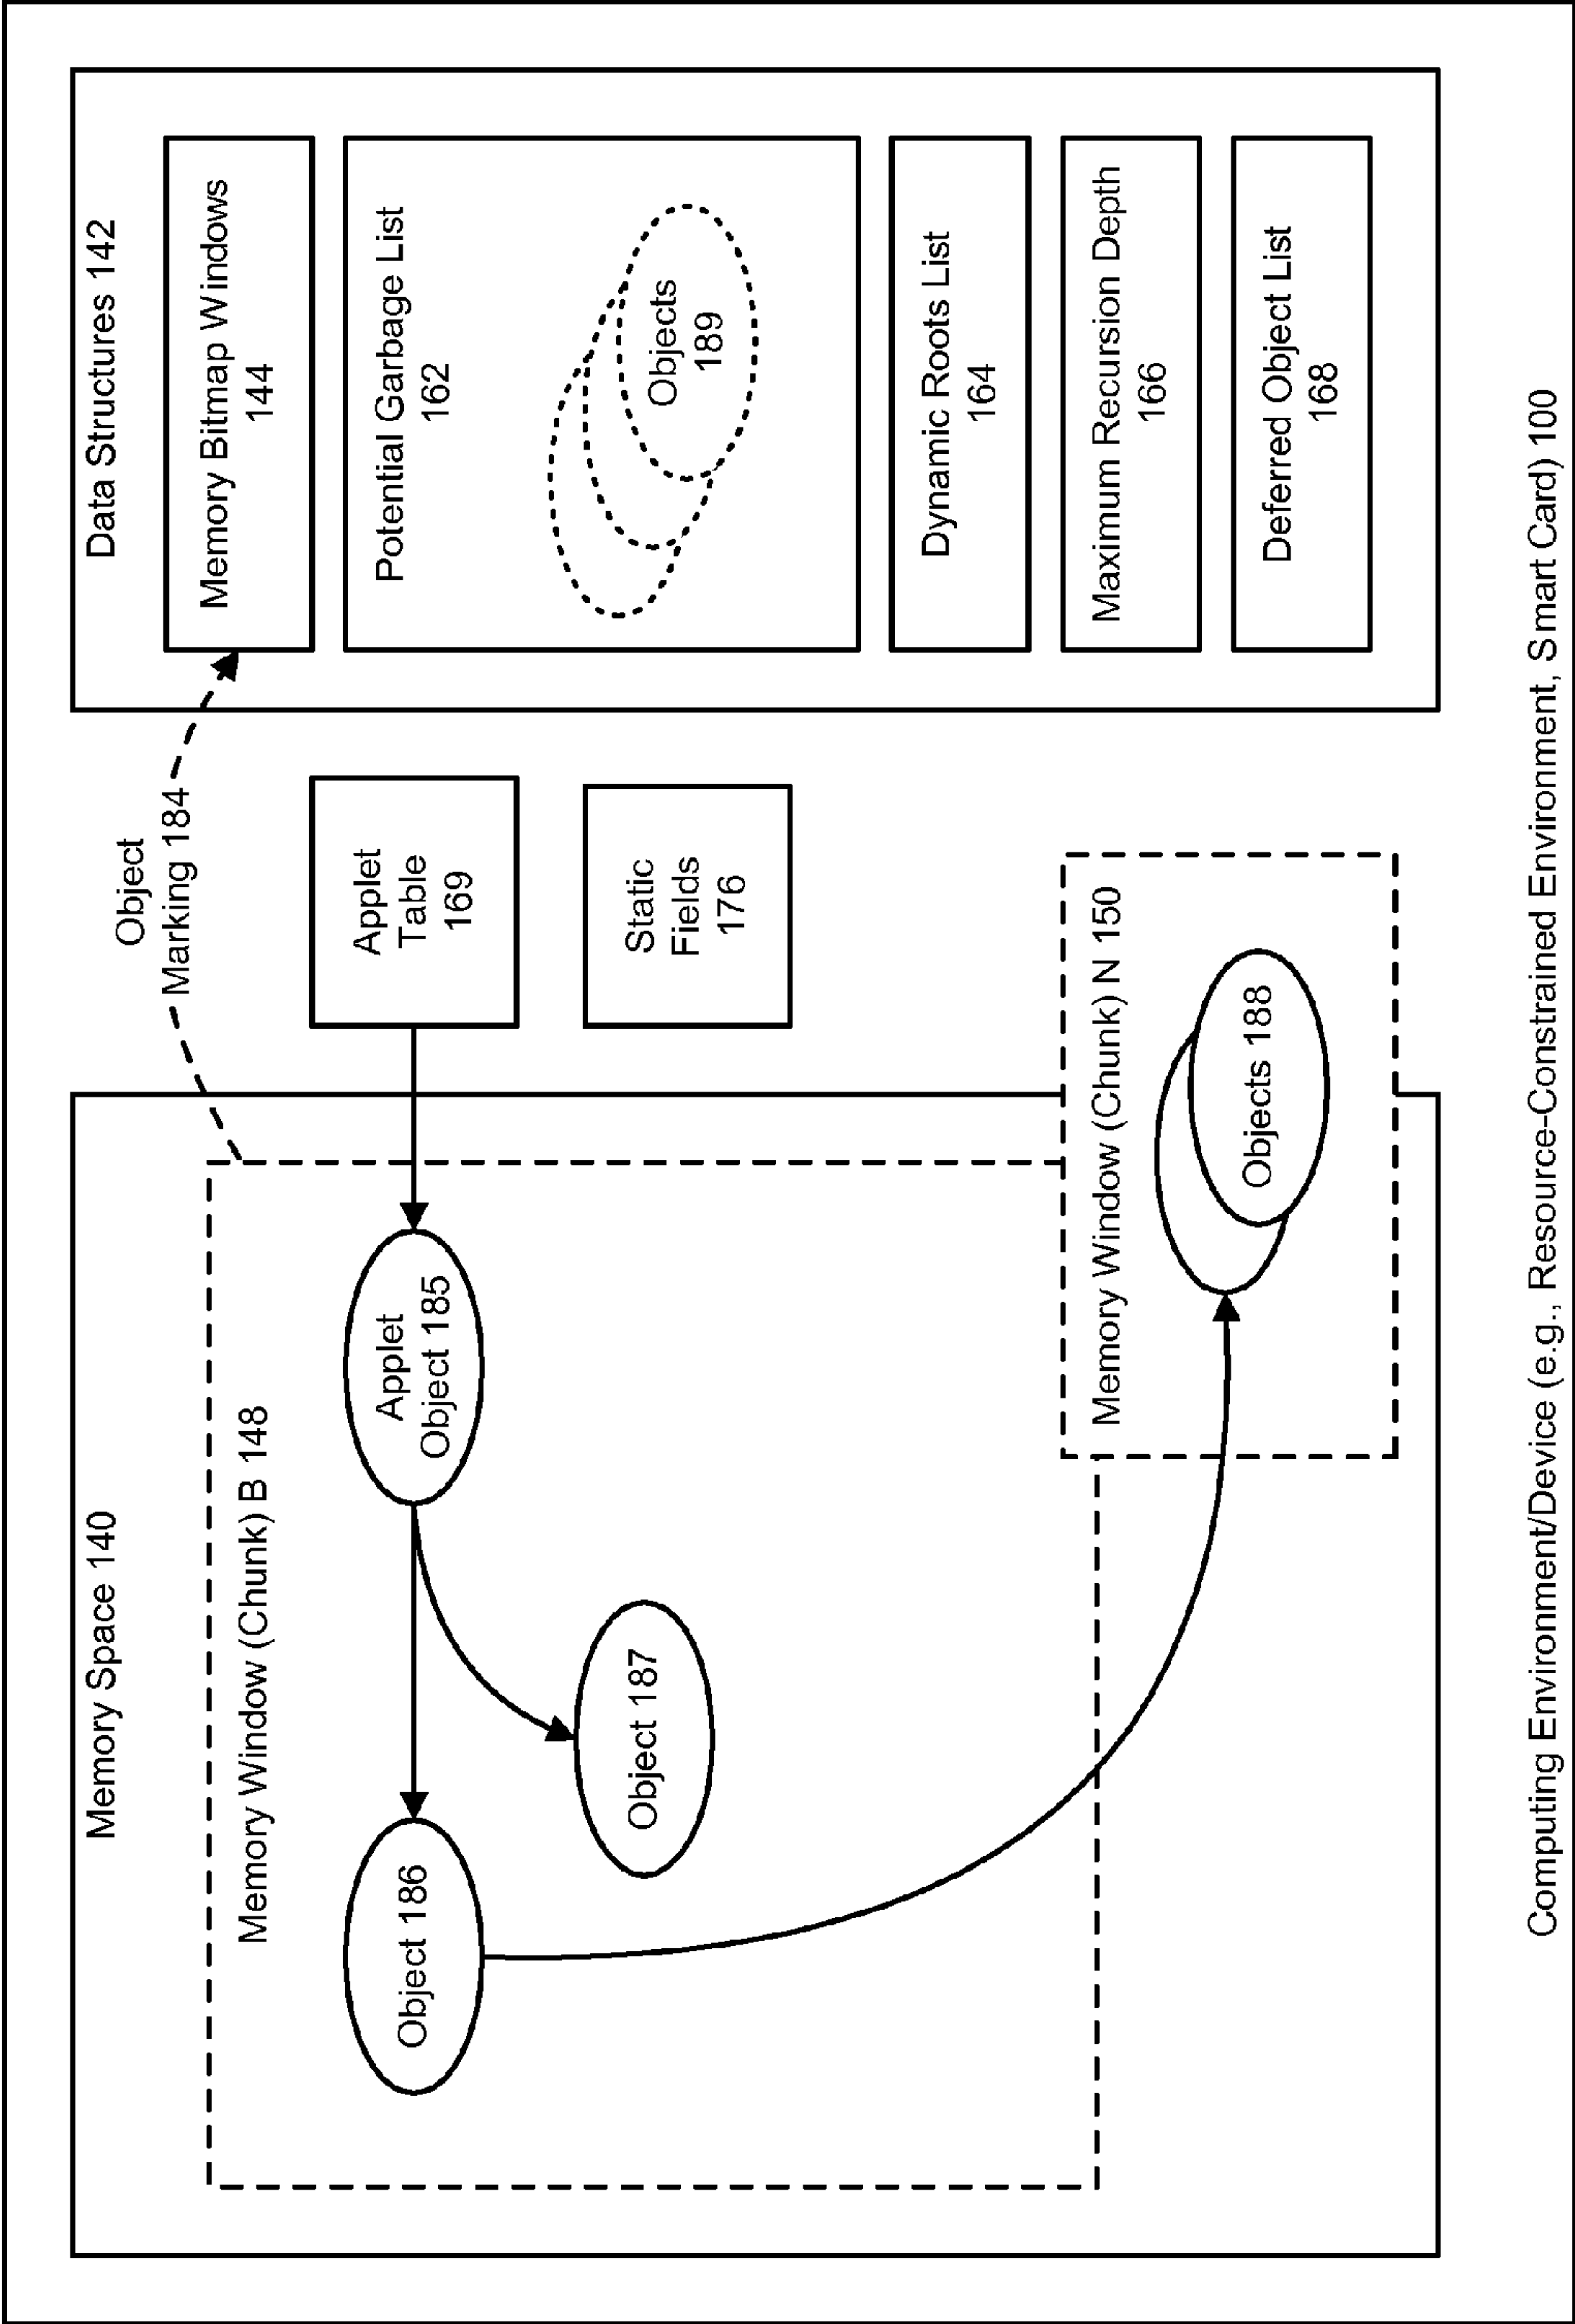 Memory Space 140
Memory Window (Chunk) B 148
Object 186
Applet
Object 185
Object 187
Memory Window (Chunk) N 150
Objects 188
Object
Marking 184
Applet
Table
169
Static
Fields
176
Data Structures 142
Memory Bitmap Windows
144
Potential Garbage List
162
Objects
189
Dynamic Roots List
164
Maximum Recursion Depth
166
Deferred Object List
168
Computing Environment/Device (e.g., Resource-Constrained Environment, Smart Card) 100